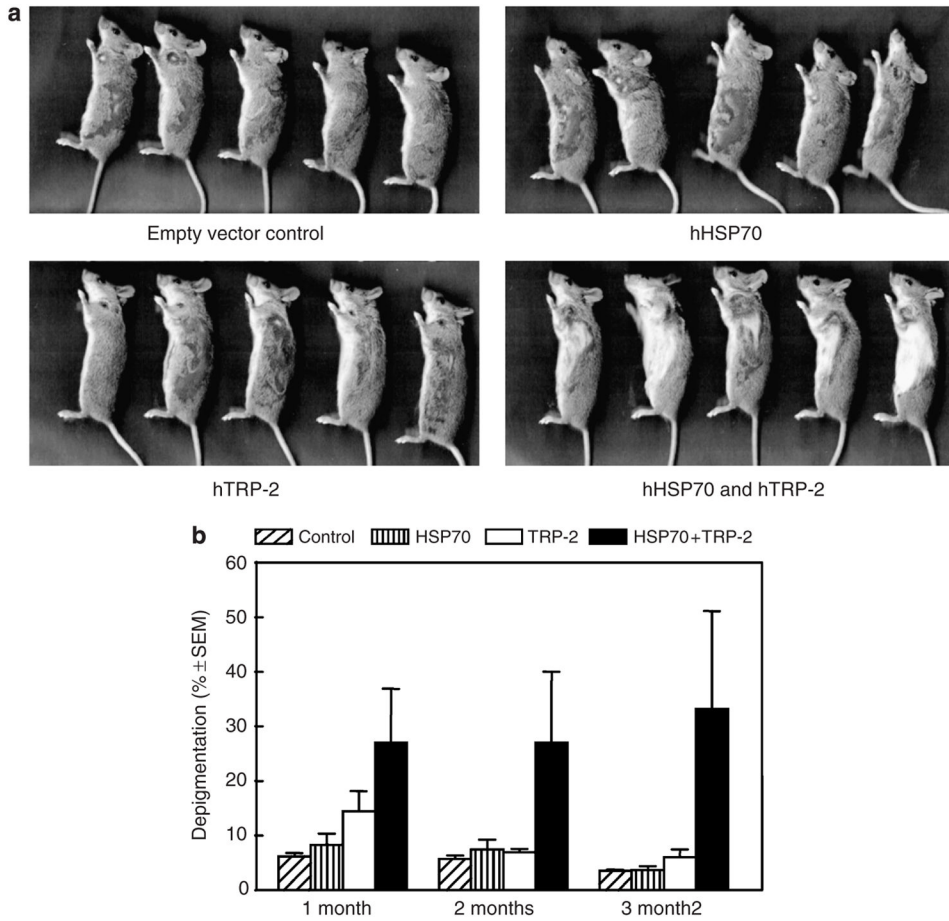 a
Empty vector control
hHSP70
hTRP-2
hHSP70 and hTRP-2
b
Control HSP70 TRP-2 HSP70+TRP-2
Depigmentation (% ± SEM)
60
50
40
30
20
10
0
1 month 2 months 3 month2